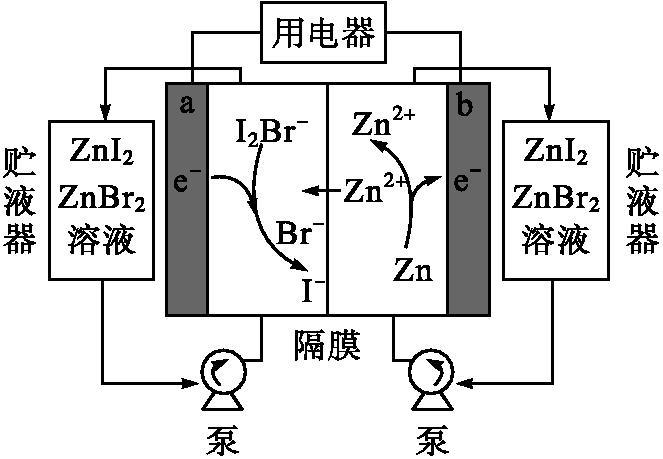 用电器
a
b
I₂Br⁻
Zn²⁺
ZnI₂
ZnBr₂
溶液
贮液器
e⁻
Zn²⁺
e⁻
Br⁻
I⁻
Zn
ZnI₂
ZnBr₂
溶液
贮液器
隔膜
泵
泵